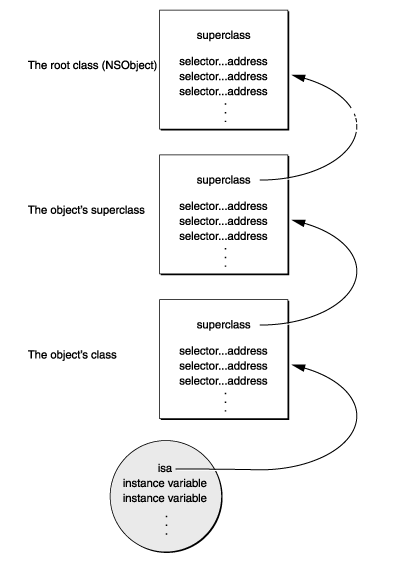 superclass
The root class (NSObject)
selector...address
selector...address
selector...address
.
.
.
superclass
The object's superclass
selector...address
selector...address
selector...address
.
.
.
superclass
The object's class
selector...address
selector...address
selector...address
.
.
.
isa
instance variable
instance variable
.
.
.